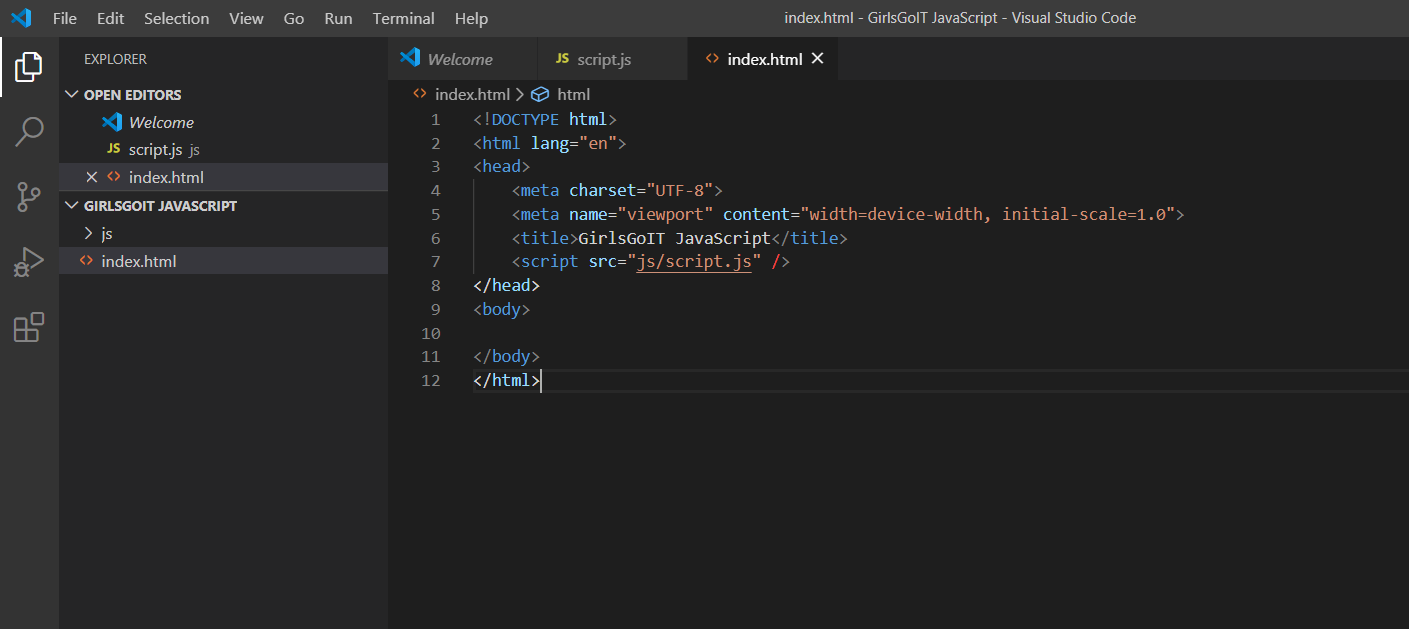 File Edit Selection View Go Run Terminal Help index.html - GirlsGoIT JavaScript - Visual Studio Code
EXPLORER
OPEN EDITORS
Welcome
script.js js
index.html
GIRLSGOIT JAVASCRIPT
js
index.html
Welcome JS script.js index.html
index.html > html
1 <!DOCTYPE html>
2 <html lang="en">
3 <head>
4 <meta charset="UTF-8">
5 <meta name="viewport" content="width=device-width, initial-scale=1.0">
6 <title>GirlsGoIT JavaScript</title>
7 <script src="js/script.js" />
8 </head>
9 <body>
10
11 </body>
12 </html>